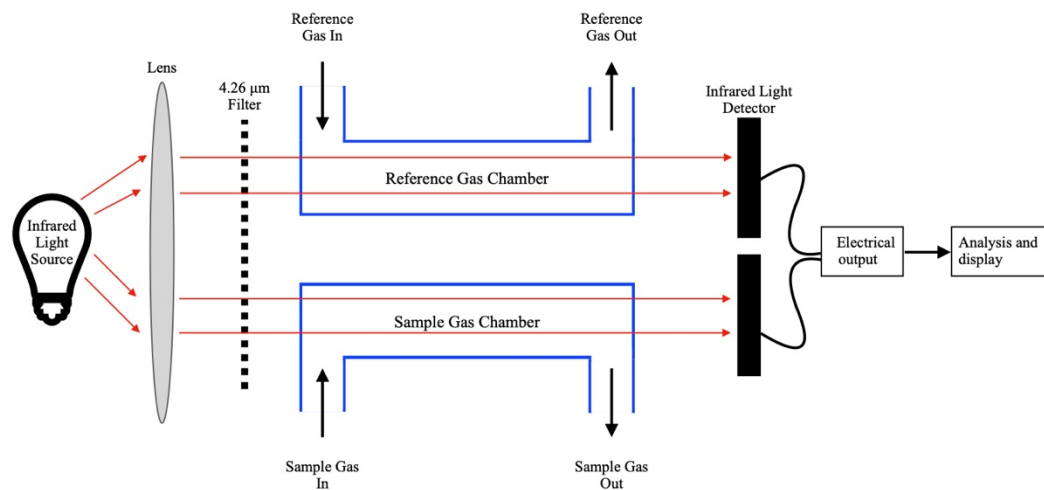 Reference
Gas In
Reference
Gas Out
Lens
4.26 μm
Filter
Infrared Light
Detector
Reference Gas Chamber
Infrared
Light
Source
Electrical
output
Analysis and
display
Sample Gas Chamber
Sample Gas
In
Sample Gas
Out